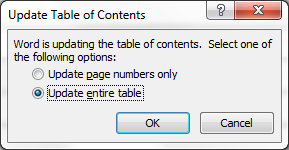 Update Table of Contents
Word is updating the table of contents. Select one of
the following options:
Update page numbers only
Update entire table
OK
Cancel